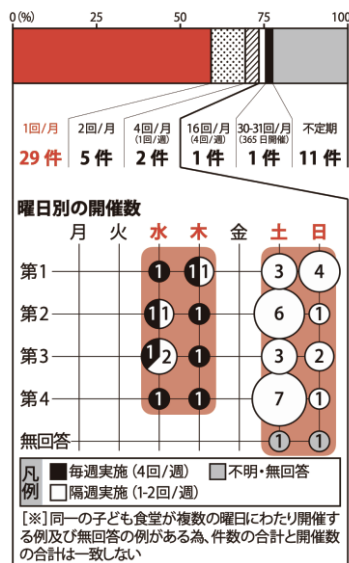 0(%) 25 50 75 100
1回/月 2回/月 4回/月 16回/月 30-31回/月 不定期
(1回/週) (4回/週) (365日開催)
29件 5件 2件 1件 1件 11件
曜日別の開催数
月 火 水 木 金 土 日
第1 1 1 1 3 4
第2 1 1 1 6 1
第3 1 2 1 3 2
第4 1 1 7 1
無回答 1 1
凡例
毎週実施(4回/週) 不明・無回答
隔週実施(1-2回/週)
[※]同一の子ども食堂が複数の曜日にわたり開催す
る例及び無回答の例がある為、件数の合計と開催数
の合計は一致しない